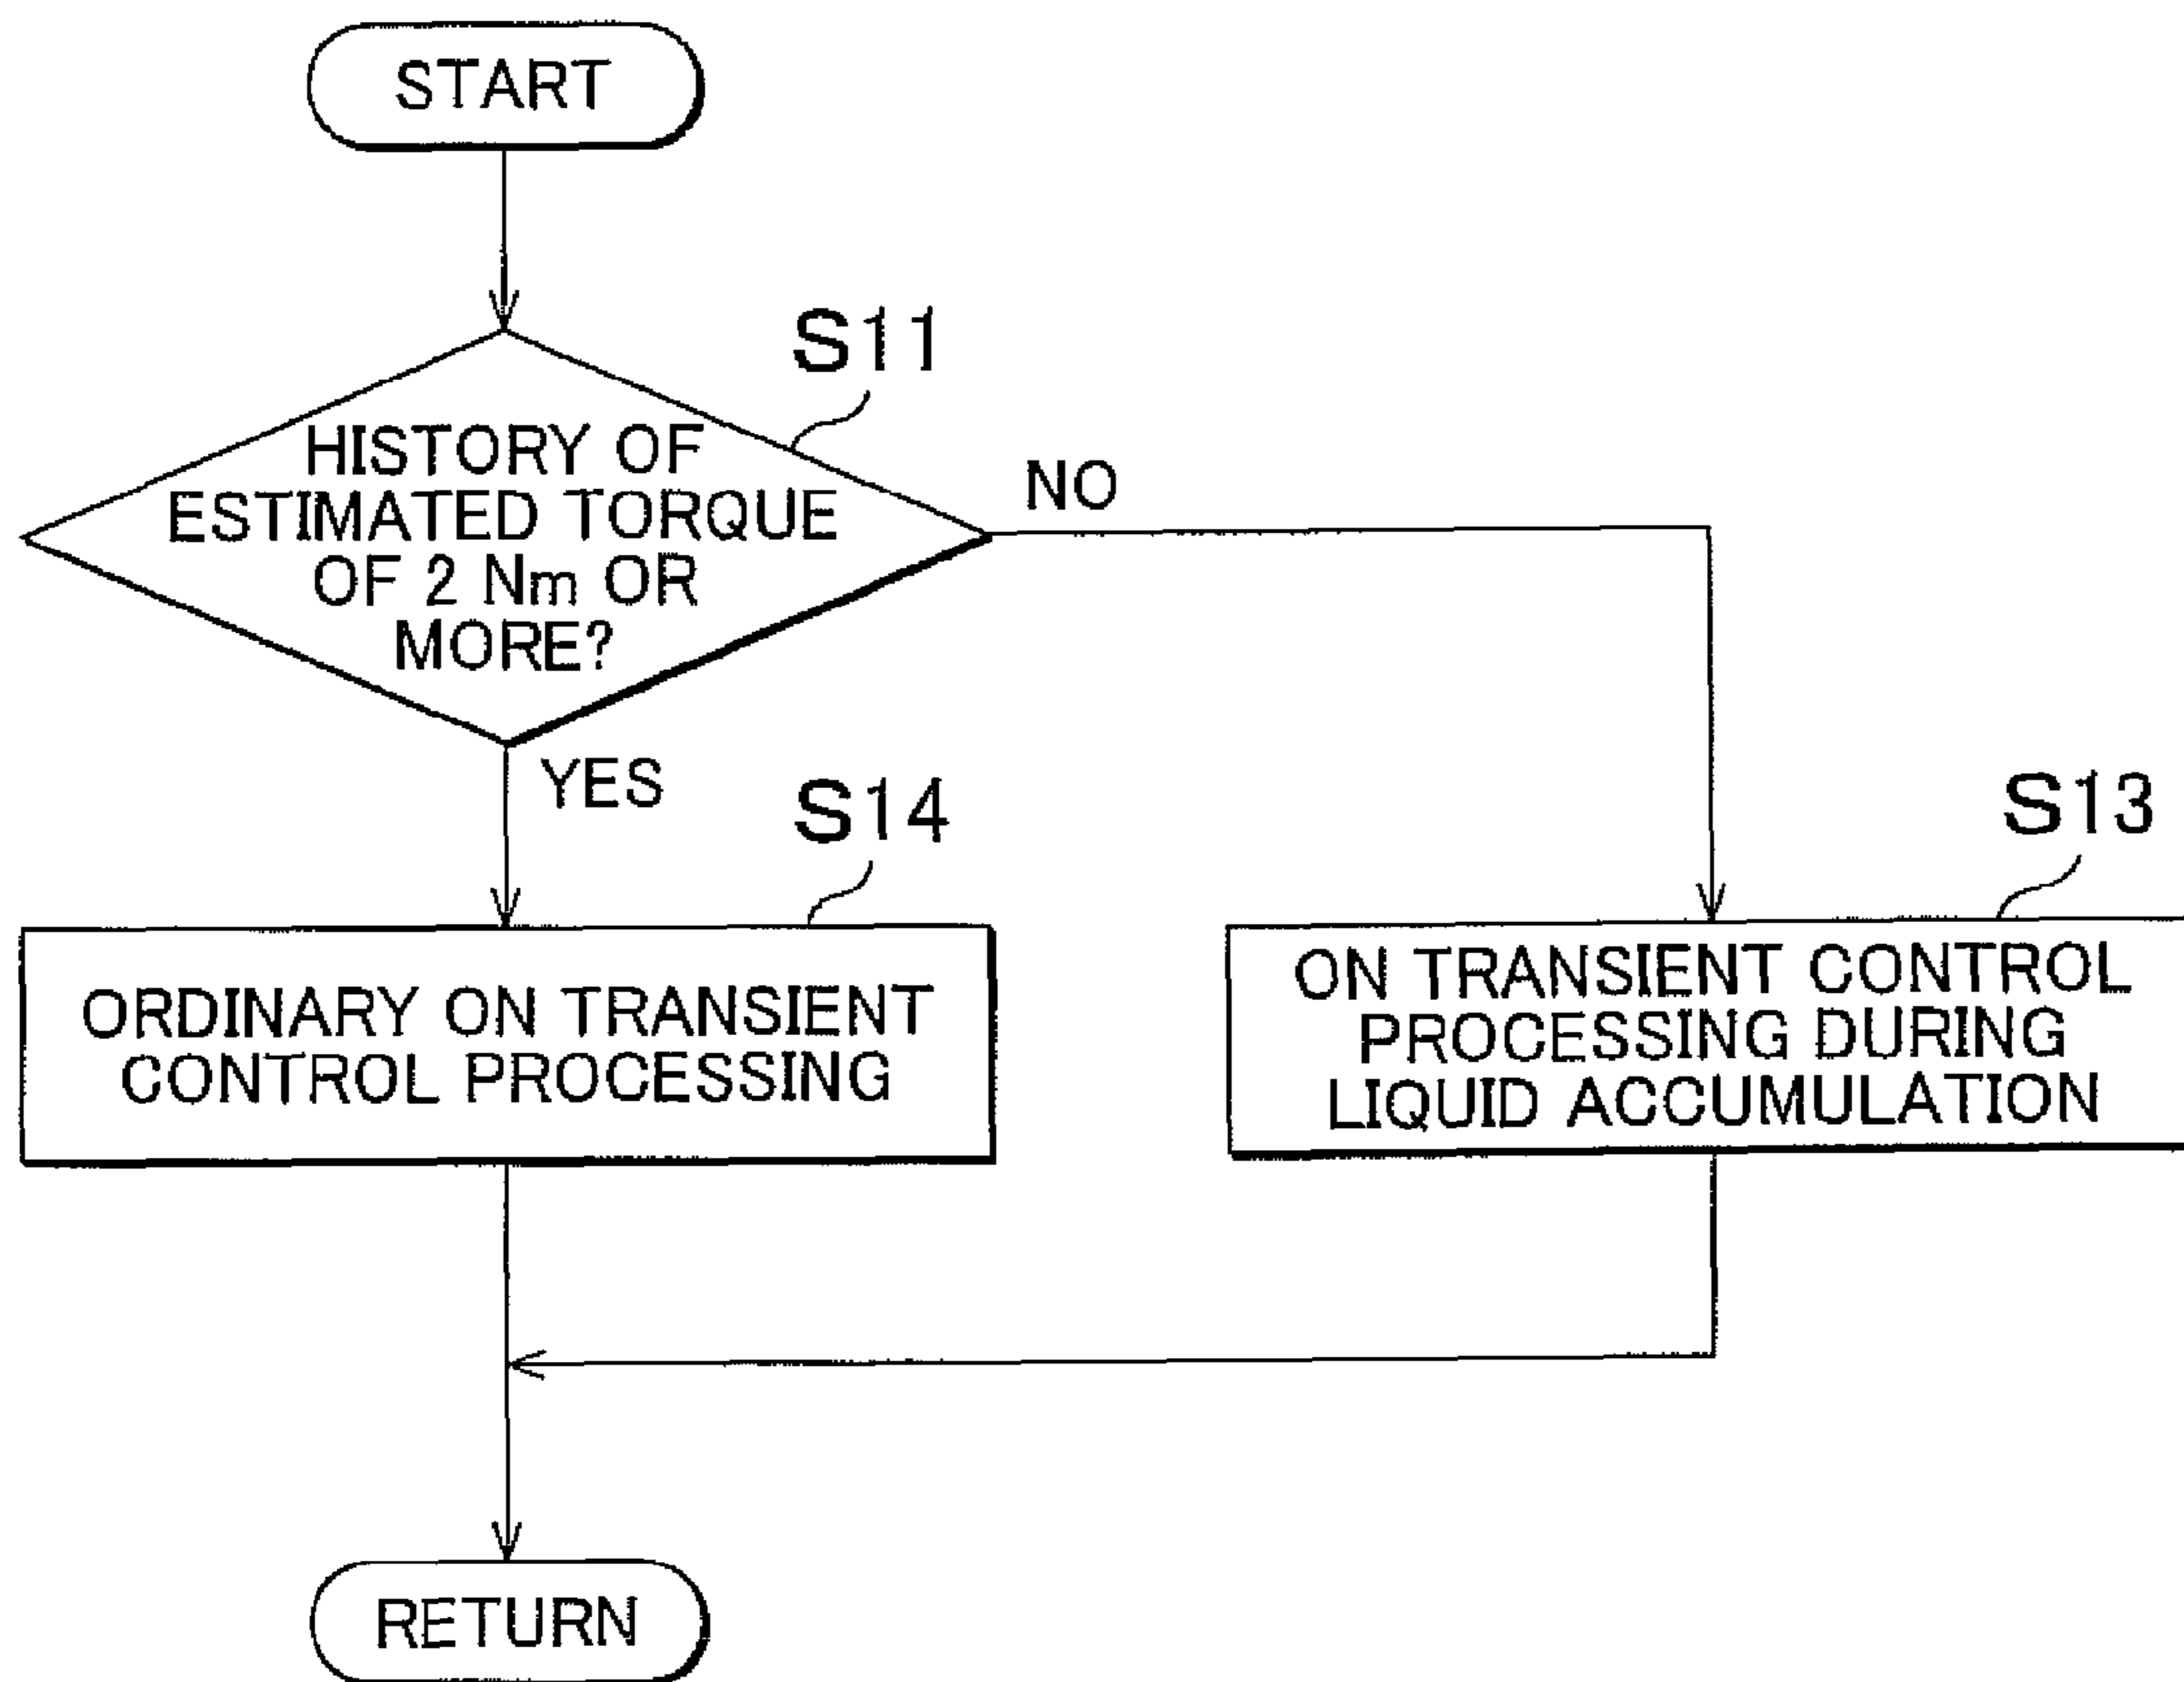 START
S11
HISTORY OF
ESTIMATED TORQUE
OF 2 Nm OR
MORE?
NO
YES
S14
S13
ORDINARY ON TRANSIENT
CONTROL PROCESSING
ON TRANSIENT CONTROL
PROCESSING DURING
LIQUID ACCUMULATION
RETURN